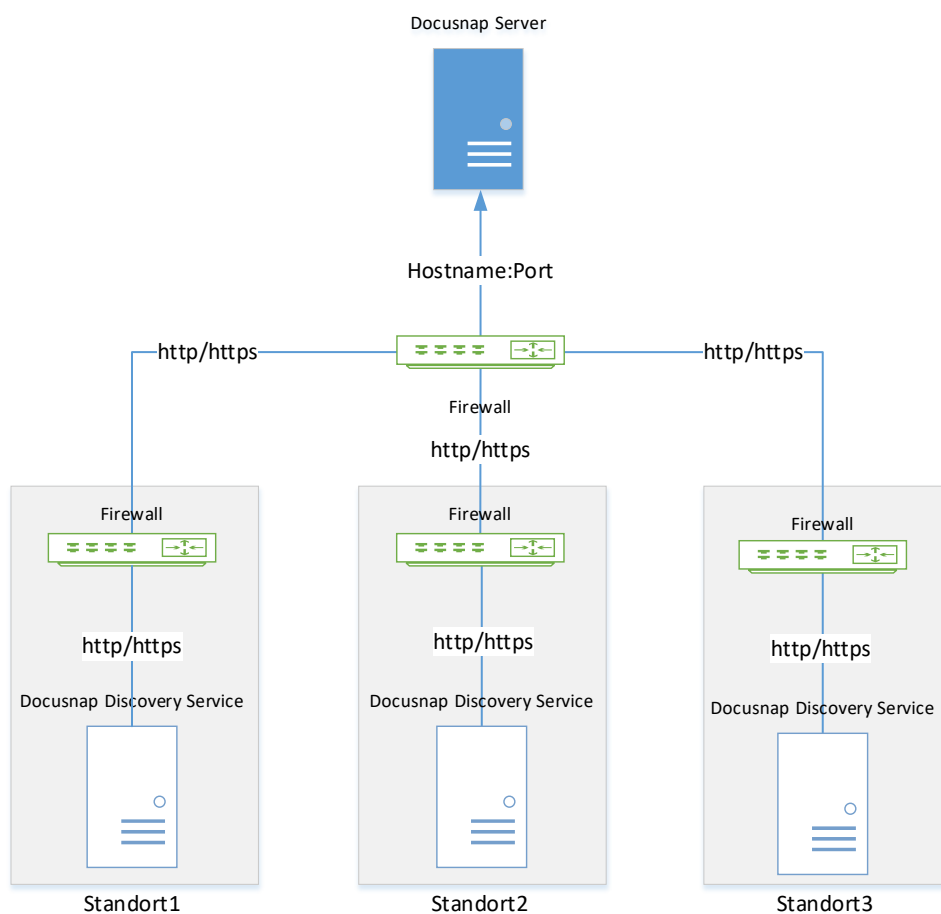 Docusnap Server
Hostname:Port
http/https
http/https
Firewall
http/https
Firewall
Firewall
Firewall
http/https
http/https
http/https
Docusnap Discovery Service
Docusnap Discovery Service
Docusnap Discovery Service
Standort1
Standort2
Standort3